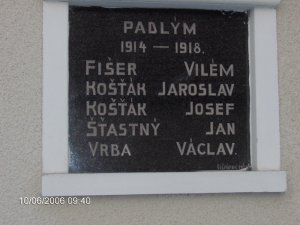 PADLÝM
1914 — 1918.
FIŠER VILÉM
KOŠŤÁK JAROSLAV
KOŠŤÁK JOSEF
ŠŤASTNÝ JAN
VRBA VÁCLAV.
10/06/2006 09:40